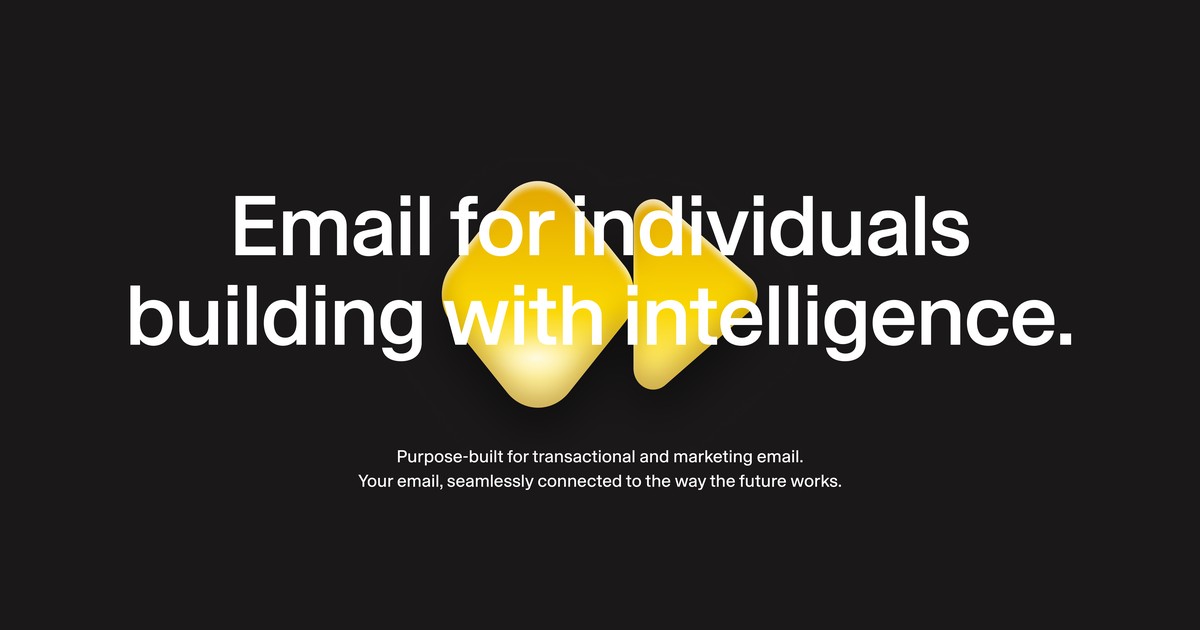 Email for individuals
building with intelligence.
Purpose-built for transactional and marketing email.
Your email, seamlessly connected to the way the future works.